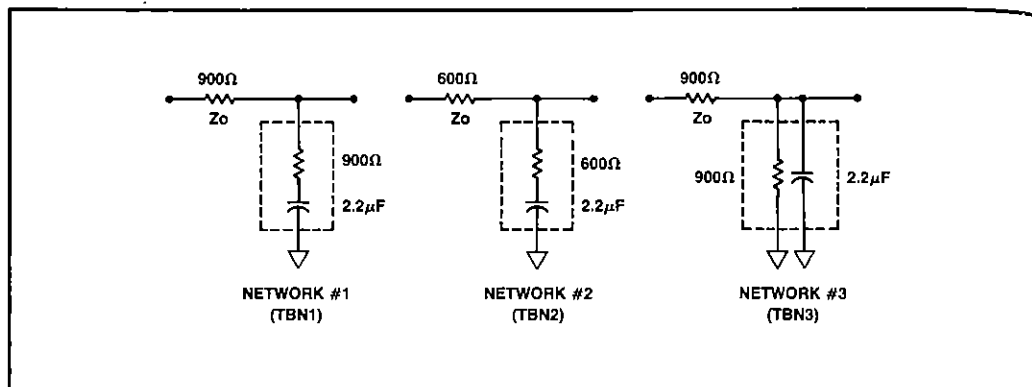 900Ω
Zo
900Ω
2.2μF
NETWORK #1
(TBN1)
600Ω
Zo
600Ω
2.2μF
NETWORK #2
(TBN2)
900Ω
Zo
900Ω
2.2μF
NETWORK #3
(TBN3)